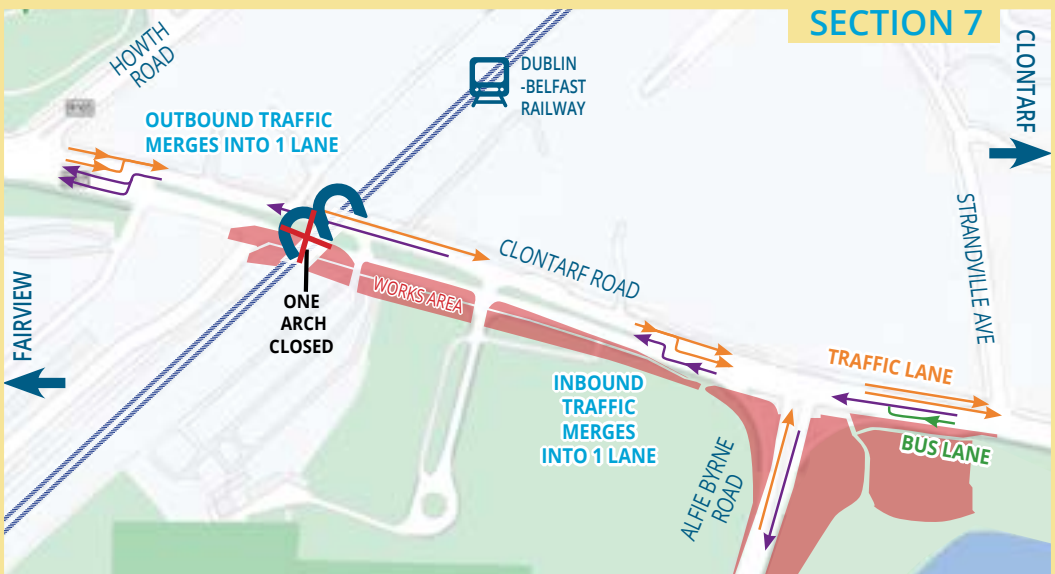 SECTION 7
HOWTH
ROAD
DUBLIN
-BELFAST
RAILWAY
CLONTARF
OUTBOUND TRAFFIC
MERGES INTO 1 LANE
STRANDVILLE AVE
CLONTARF ROAD
WORKS AREA
ONE
ARCH
CLOSED
FAIRVIEW
TRAFFIC LANE
INBOUND
TRAFFIC
MERGES
INTO 1 LANE
BUS LANE
ALFIE BYRNE
ROAD